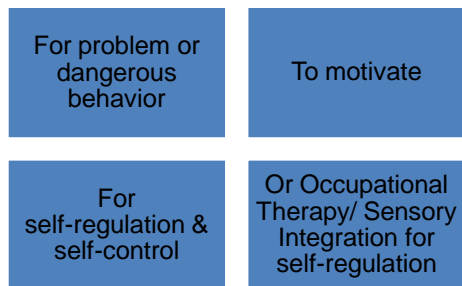 For problem or
dangerous
behavior
To motivate
For
self-regulation &
self-control
Or Occupational
Therapy/ Sensory
Integration for
self-regulation